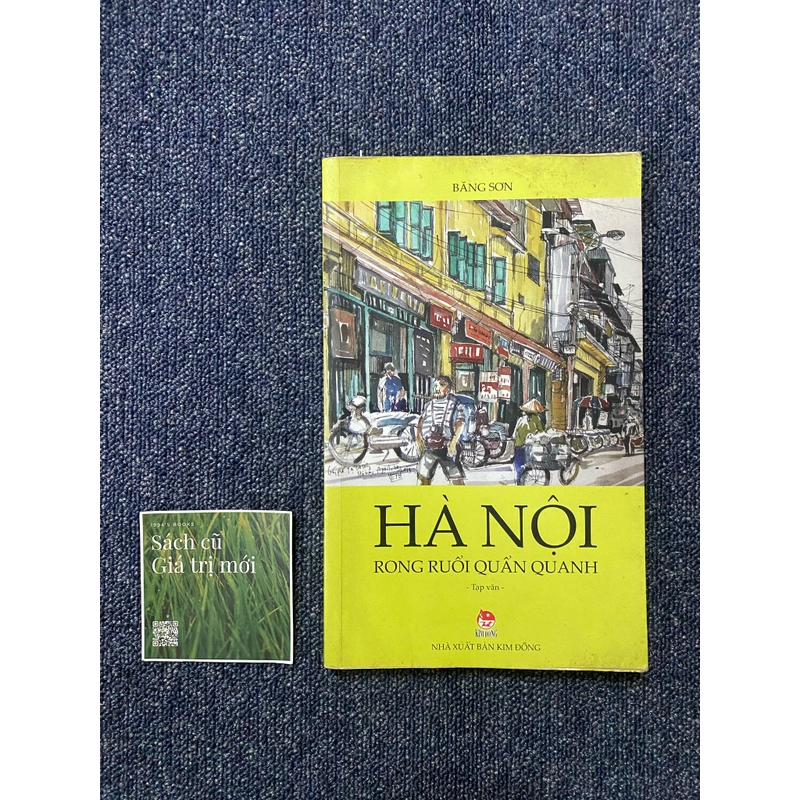 1994'S BOOKS
Sách cũ
Giá trị mới
BĂNG SƠN
HÀ NỘI
RONG RUỔI QUẨN QUANH
- Tạp văn -
KIM ĐỒNG
NHÀ XUẤT BẢN KIM ĐỒNG